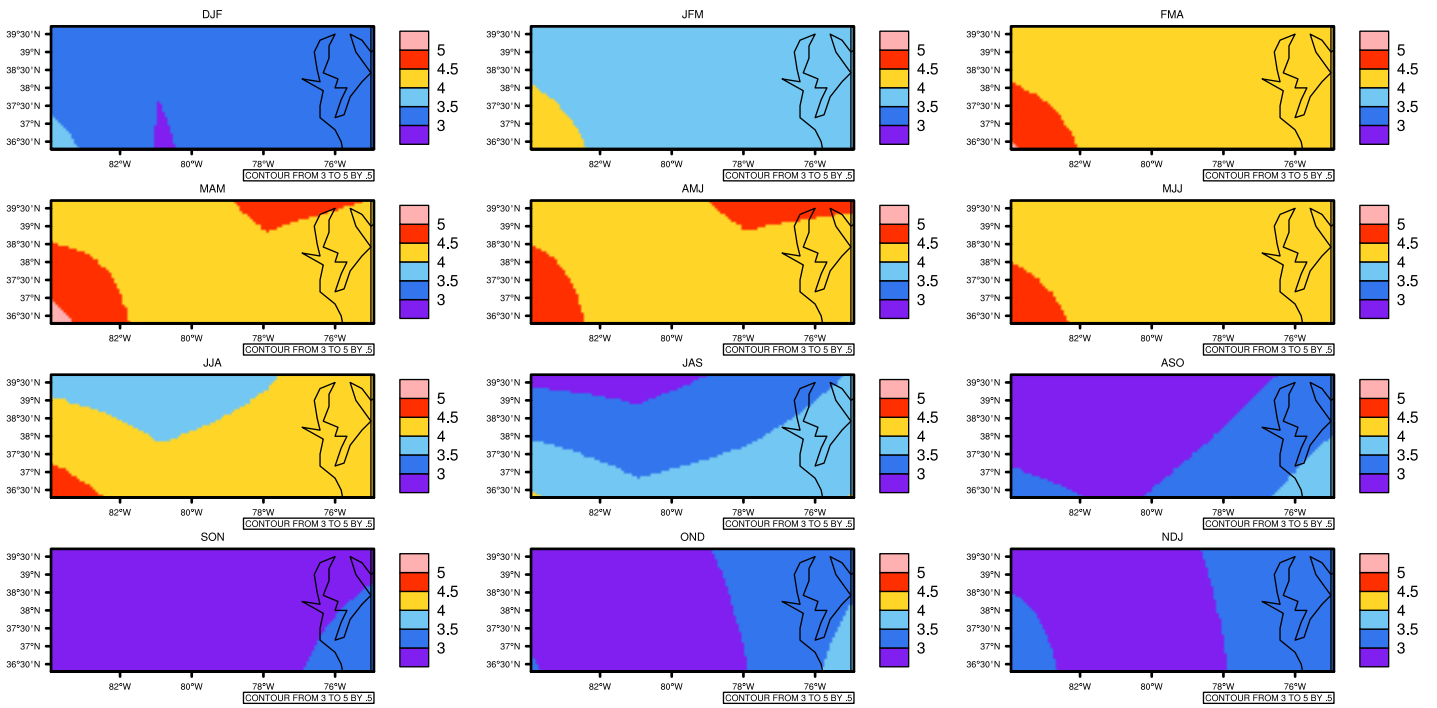 DJF JFM FMA
39°30'N 39°30'N 39°30'N
5 5 5
39°N 39°N 39°N
4.5 4.5 4.5
38°30'N 38°30'N 38°30'N
4 4 4
38°N 38°N 38°N
3.5 3.5 3.5
37°30'N 37°30'N 37°30'N
3 3 3
37°N 37°N 37°N
36°30'N 36°30'N 36°30'N
82°W 80°W 78°W 76°W 82°W 80°W 78°W 76°W 82°W 80°W 78°W 76°W
CONTOUR FROM 3 TO 5 BY .5 CONTOUR FROM 3 TO 5 BY .5 CONTOUR FROM 3 TO 5 BY .5
MAM AMJ MJJ
39°30'N 39°30'N 39°30'N
5 5 5
39°N 39°N 39°N
4.5 4.5 4.5
38°30'N 38°30'N 38°30'N
4 4 4
38°N 38°N 38°N
3.5 3.5 3.5
37°30'N 37°30'N 37°30'N
3 3 3
37°N 37°N 37°N
36°30'N 36°30'N 36°30'N
82°W 80°W 78°W 76°W 82°W 80°W 78°W 76°W 82°W 80°W 78°W 76°W
CONTOUR FROM 3 TO 5 BY .5 CONTOUR FROM 3 TO 5 BY .5 CONTOUR FROM 3 TO 5 BY .5
JJA JAS ASO
39°30'N 39°30'N 39°30'N
5 5 5
39°N 39°N 39°N
4.5 4.5 4.5
38°30'N 38°30'N 38°30'N
4 4 4
38°N 38°N 38°N
3.5 3.5 3.5
37°30'N 37°30'N 37°30'N
3 3 3
37°N 37°N 37°N
36°30'N 36°30'N 36°30'N
82°W 80°W 78°W 76°W 82°W 80°W 78°W 76°W 82°W 80°W 78°W 76°W
CONTOUR FROM 3 TO 5 BY .5 CONTOUR FROM 3 TO 5 BY .5 CONTOUR FROM 3 TO 5 BY .5
SON OND NDJ
39°30'N 39°30'N 39°30'N
5 5 5
39°N 39°N 39°N
4.5 4.5 4.5
38°30'N 38°30'N 38°30'N
4 4 4
38°N 38°N 38°N
3.5 3.5 3.5
37°30'N 37°30'N 37°30'N
3 3 3
37°N 37°N 37°N
36°30'N 36°30'N 36°30'N
82°W 80°W 78°W 76°W 82°W 80°W 78°W 76°W 82°W 80°W 78°W 76°W
CONTOUR FROM 3 TO 5 BY .5 CONTOUR FROM 3 TO 5 BY .5 CONTOUR FROM 3 TO 5 BY .5